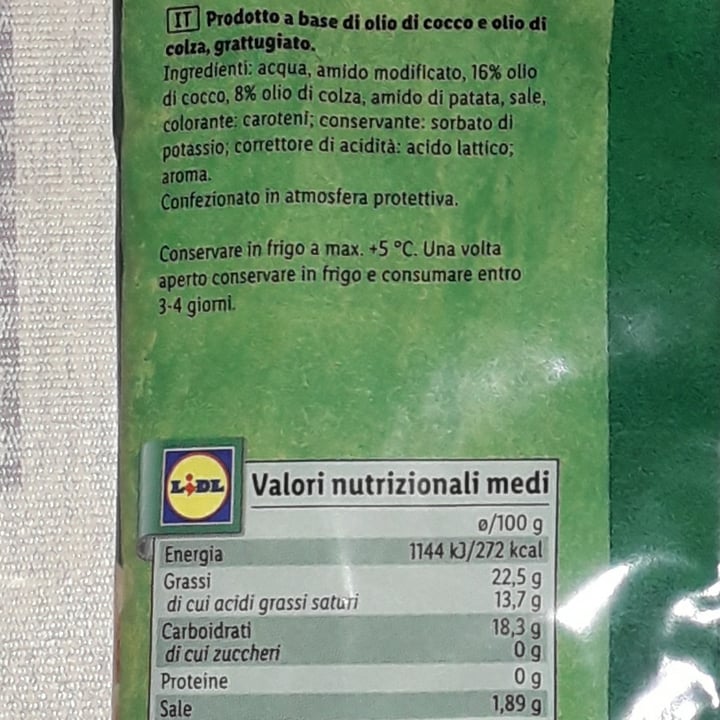 IT Prodotto a base di olio di cocco e olio di
colza, grattugiato.
Ingredienti: acqua, amido modificato, 16% olio
di cocco, 8% olio di colza, amido di patata, sale,
colorante: caroteni; conservante: sorbato di
potassio; correttore di acidità: acido lattico;
aroma.
Confezionato in atmosfera protettiva.
Conservare in frigo a max. +5 °C. Una volta
aperto conservare in frigo e consumare entro
3-4 giorni.
LIDL Valori nutrizionali medi
ø/100 g
Energia 1144 kJ/272 kcal
Grassi 22,5 g
di cui acidi grassi saturi 13,7 g
Carboidrati 18,3 g
di cui zuccheri 0 g
Proteine 0 g
Sale 1,89 g